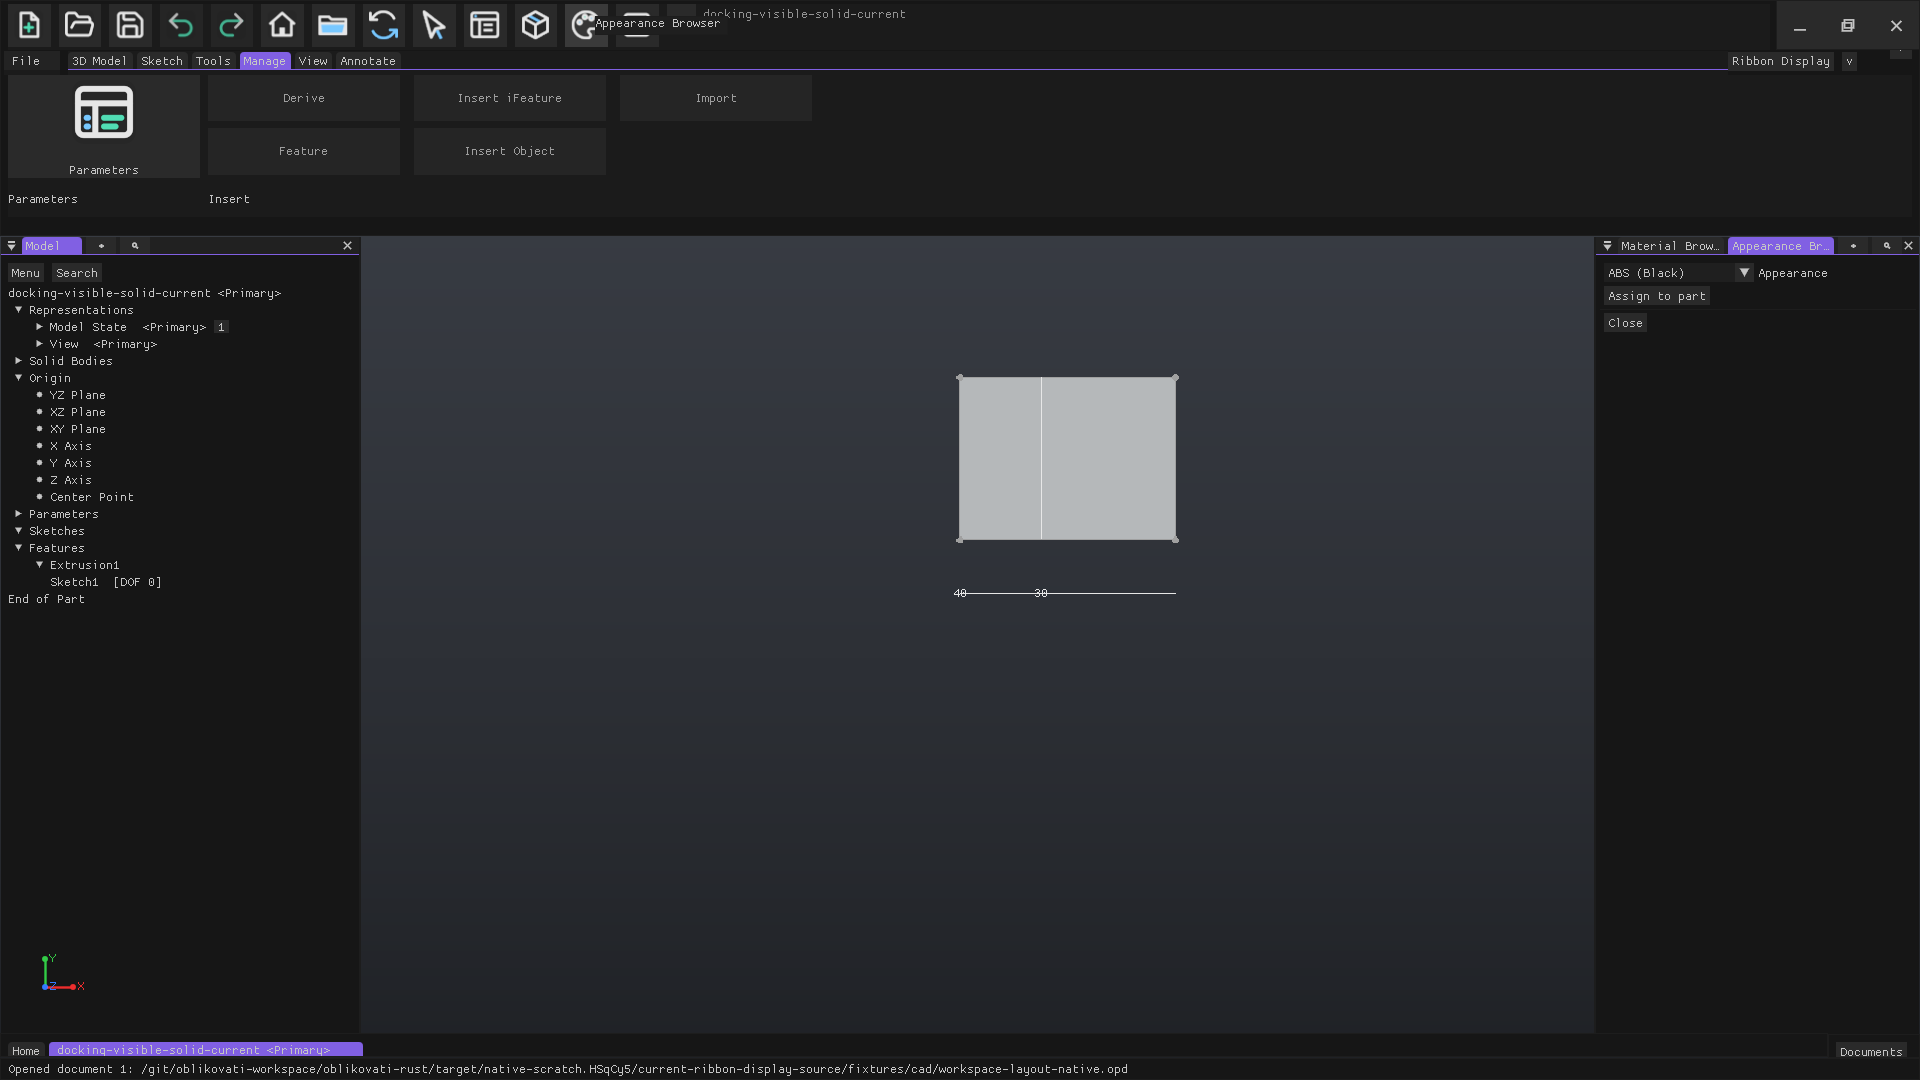 docking-visible-solid-current
Appearance Browser
File 3D Model Sketch Tools Manage View Annotate Ribbon Display v
Derive Insert iFeature Import
Feature Insert Object
Parameters
Parameters Insert
Model
Material Brow… Appearance Br…
Menu Search
ABS (Black) Appearance
Assign to part
Close
docking-visible-solid-current <Primary>
Representations
Model State <Primary> 1
View <Primary>
Solid Bodies
Origin
YZ Plane
XZ Plane
XY Plane
X Axis
Y Axis
Z Axis
Center Point
Parameters
Sketches
Features
Extrusion1
Sketch1 [DOF 0]
End of Part
40 30
Y
Z X
Home docking-visible-solid-current <Primary> Documents
Opened document 1: /git/oblikovati-workspace/oblikovati-rust/target/native-scratch.HSqCy5/current-ribbon-display-source/fixtures/cad/workspace-layout-native.opd